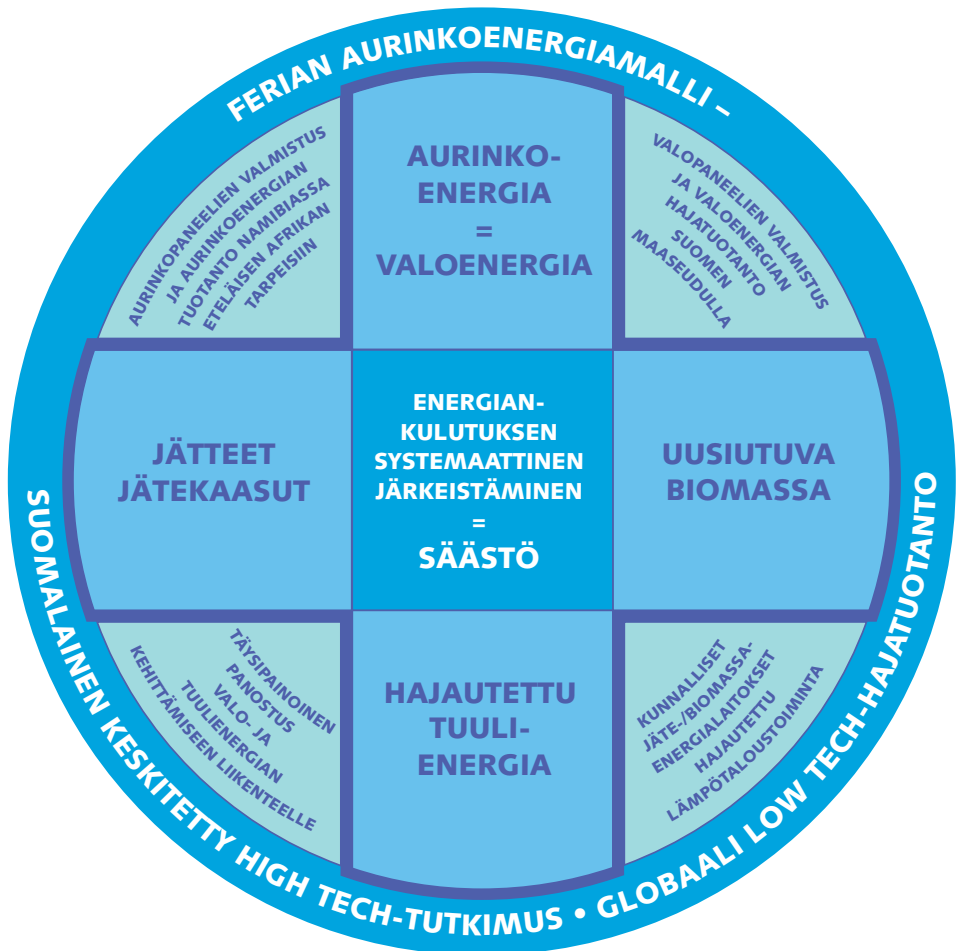 FERIAN AURINKOENERGIAMALLI –
AURINKOPANEELIEN VALMISTUS
JA AURINKOENERGIAN
TUOTANTO NAMIBIASSA
ETELÄISEN AFRIKAN
TARPEISIIN
AURINKO-
ENERGIA
=
VALOENERGIA
VALOPANEELIEN VALMISTUS
JA VALOENERGIAN
HAJATUOTANTO
SUOMEN
MAASEUDULLA
JÄTTEET
JÄTEKAASUT
ENERGIAN-
KULUTUKSEN
SYSTEMAATTINEN
JÄRKEISTÄMINEN
=
SÄÄSTÖ
UUSIUTUVA
BIOMASSA
TÄYSIPAINOINEN
PANOSTUS
VALO- JA
TUULIENERGIAN
KEHITTÄMISEEN LIIKENTEELLE
HAJAUTETTU
TUULI-
ENERGIA
KUNNALLISET
JÄTE-/BIOMASSA-
ENERGIALAITOKSET
HAJAUTETTU
LÄMPÖTALOUSTOIMINTA
SUOMALAINEN KESKITETTY HIGH TECH-TUTKIMUS • GLOBAALI LOW TECH-HAJATUOTANTO